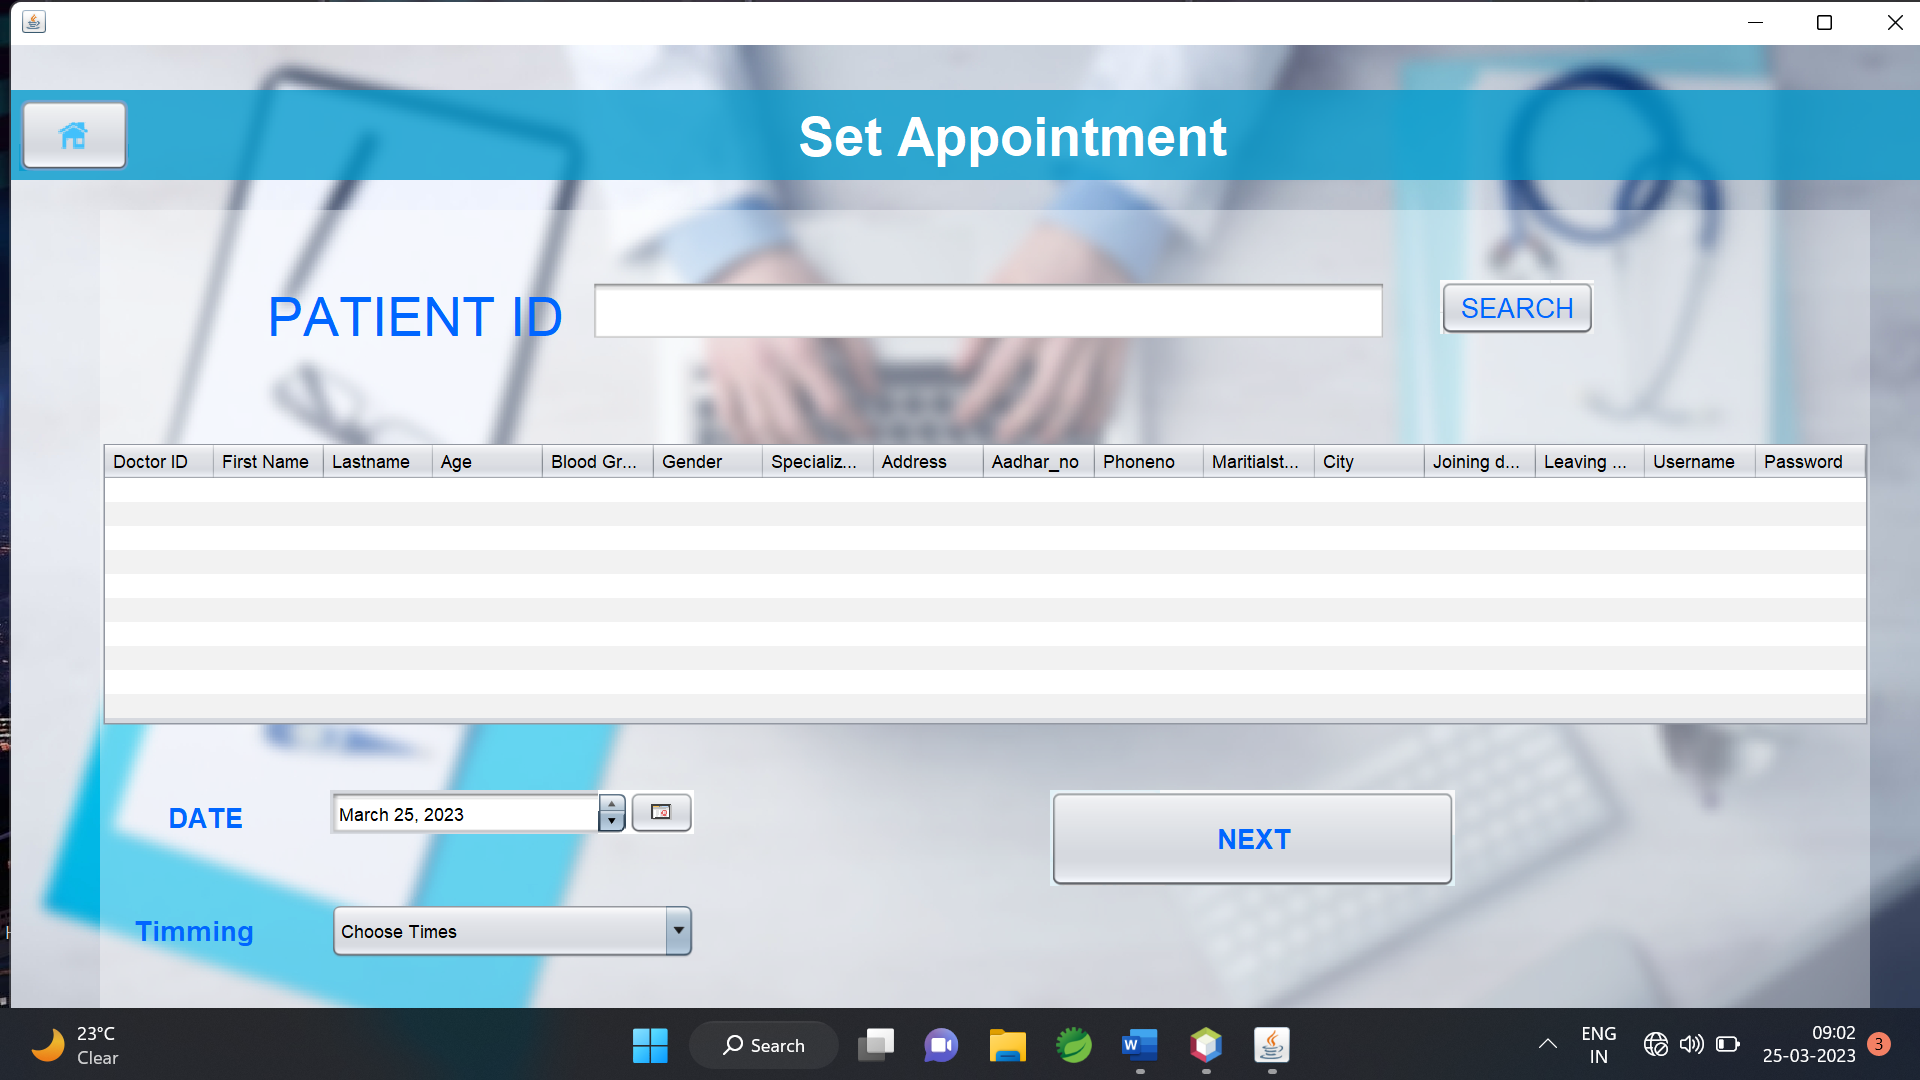 Set Appointment
PATIENT ID
SEARCH
Doctor ID First Name Lastname Age Blood Gr... Gender Specializ... Address Aadhar_no Phoneno Maritialst... City Joining d... Leaving ... Username Password
DATE March 25, 2023
NEXT
Timming Choose Times
23°C
Clear
Search
W
ENG
IN
09:02
25-03-2023
3